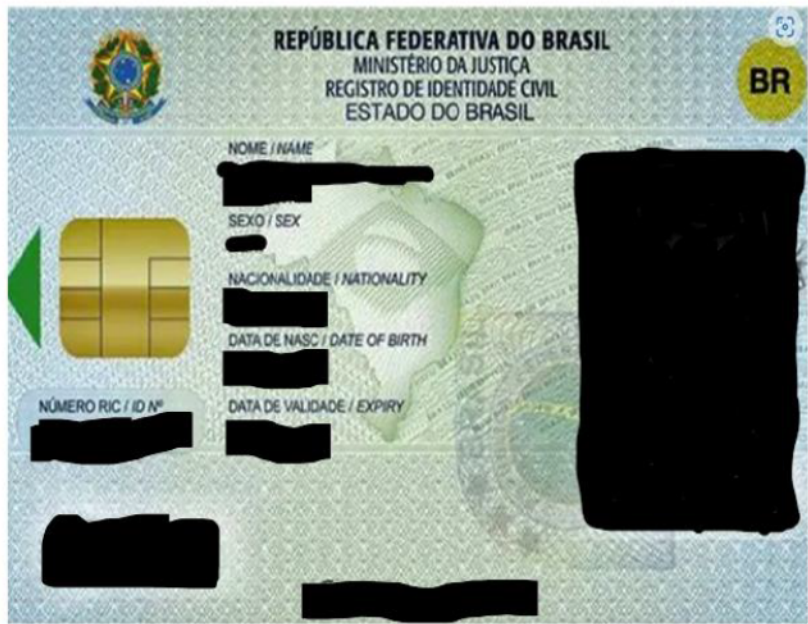 REPÚBLICA FEDERATIVA DO BRASIL
MINISTÉRIO DA JUSTIÇA
REGISTRO DE IDENTIDADE CIVIL
ESTADO DO BRASIL
BR
NOME / NAME
SEXO / SEX
NACIONALIDADE / NATIONALITY
DATA DE NASC / DATE OF BIRTH
NÚMERO RIC / ID Nº
DATA DE VALIDADE / EXPIRY
BRASIL